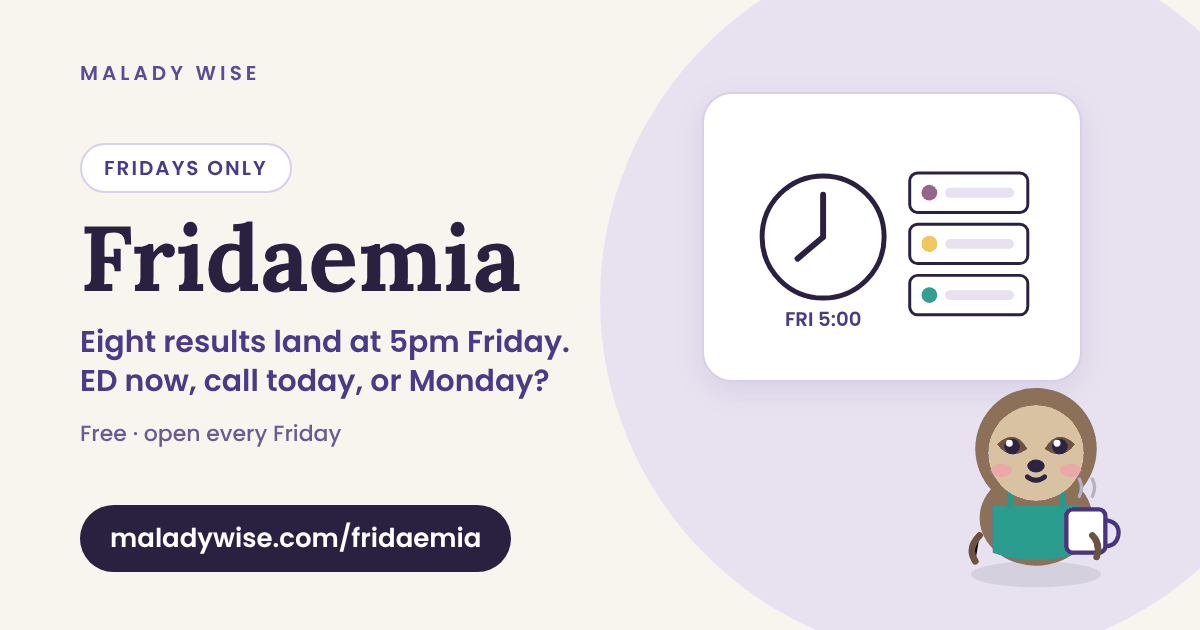 MALADY WISE
FRIDAYS ONLY
Fridaemia
Eight results land at 5pm Friday.
ED now, call today, or Monday?
Free · open every Friday
maladywise.com/fridaemia
FRI 5:00